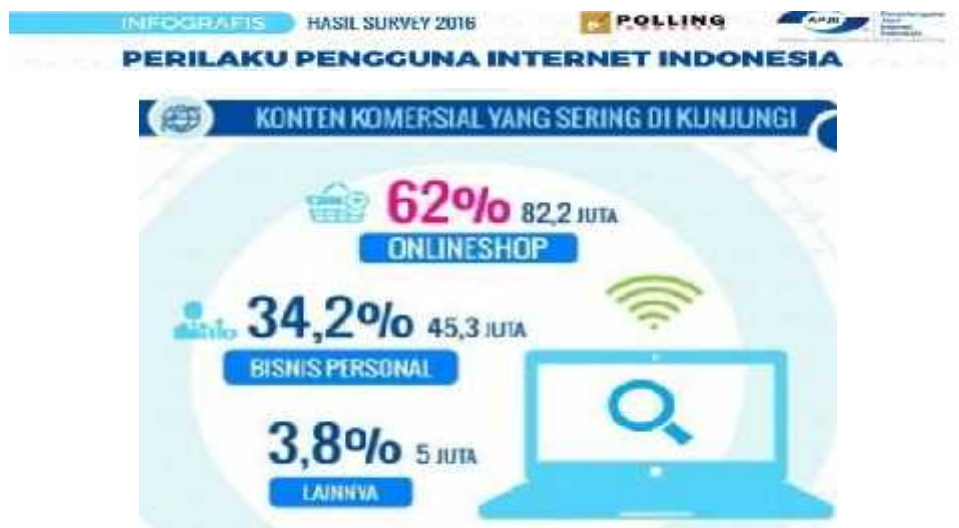 INFOGRAFIS HASIL SURVEY 2016 POLLING APJII
PERILAKU PENGGUNA INTERNET INDONESIA
KONTEN KOMERSIAL YANG SERING DI KUNJUNGI
62% 82,2 JUTA
ONLINESHOP
34,2% 45,3 JUTA
BISNIS PERSONAL
3,8% 5 JUTA
LAINNYA